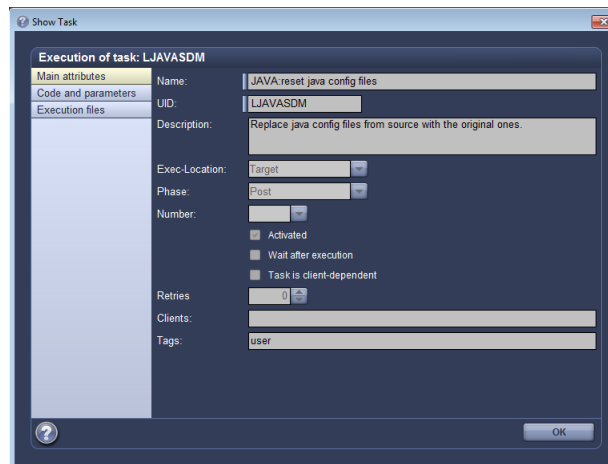 Show Task
Execution of task: LJAVASDM
Main attributes
Code and parameters
Execution files
Name: JAVA:reset java config files
UID: LJAVASDM
Description: Replace java config files from source with the original ones.
Exec-Location: Target
Phase: Post
Number:
Activated
Wait after execution
Task is client-dependent
Retries 0
Clients:
Tags: user
? OK